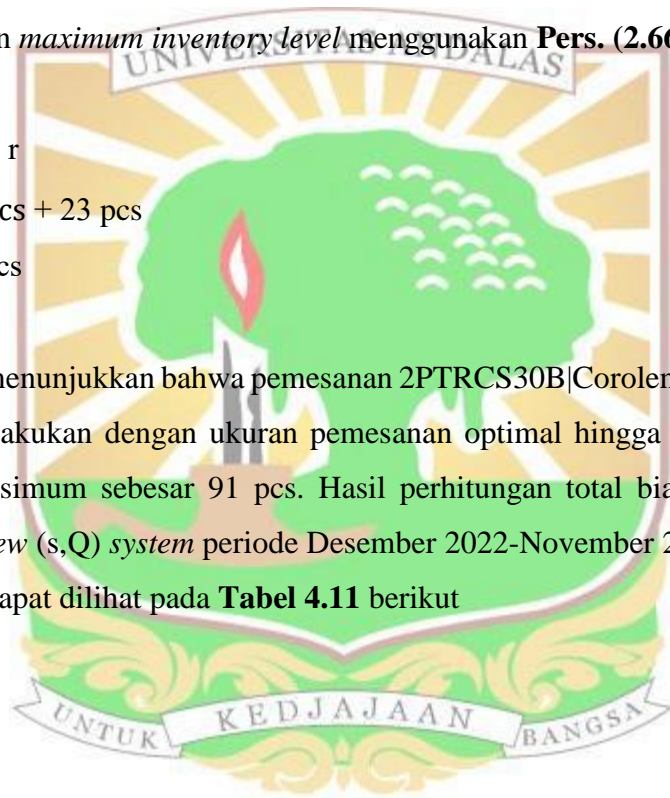 n maximum inventory level menggunakan Pers. (2.66
UNIVERSITAS ANDALAS
r
cs + 23 pcs
cs
menunjukkan bahwa pemesanan 2PTRCS30B|Corolen
akukan dengan ukuran pemesanan optimal hingga
simum sebesar 91 pcs. Hasil perhitungan total bia
ew (s,Q) system periode Desember 2022-November 2
apat dilihat pada Tabel 4.11 berikut
UNTUK KEDJAJAAN BANGSA